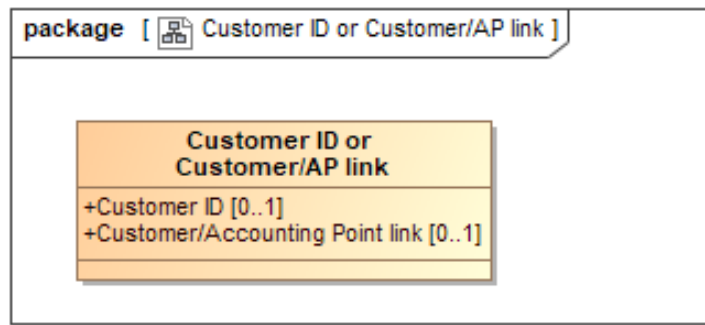 package [ Customer ID or Customer/AP link ]
Customer ID or
Customer/AP link
+Customer ID [0..1]
+Customer/Accounting Point link [0..1]